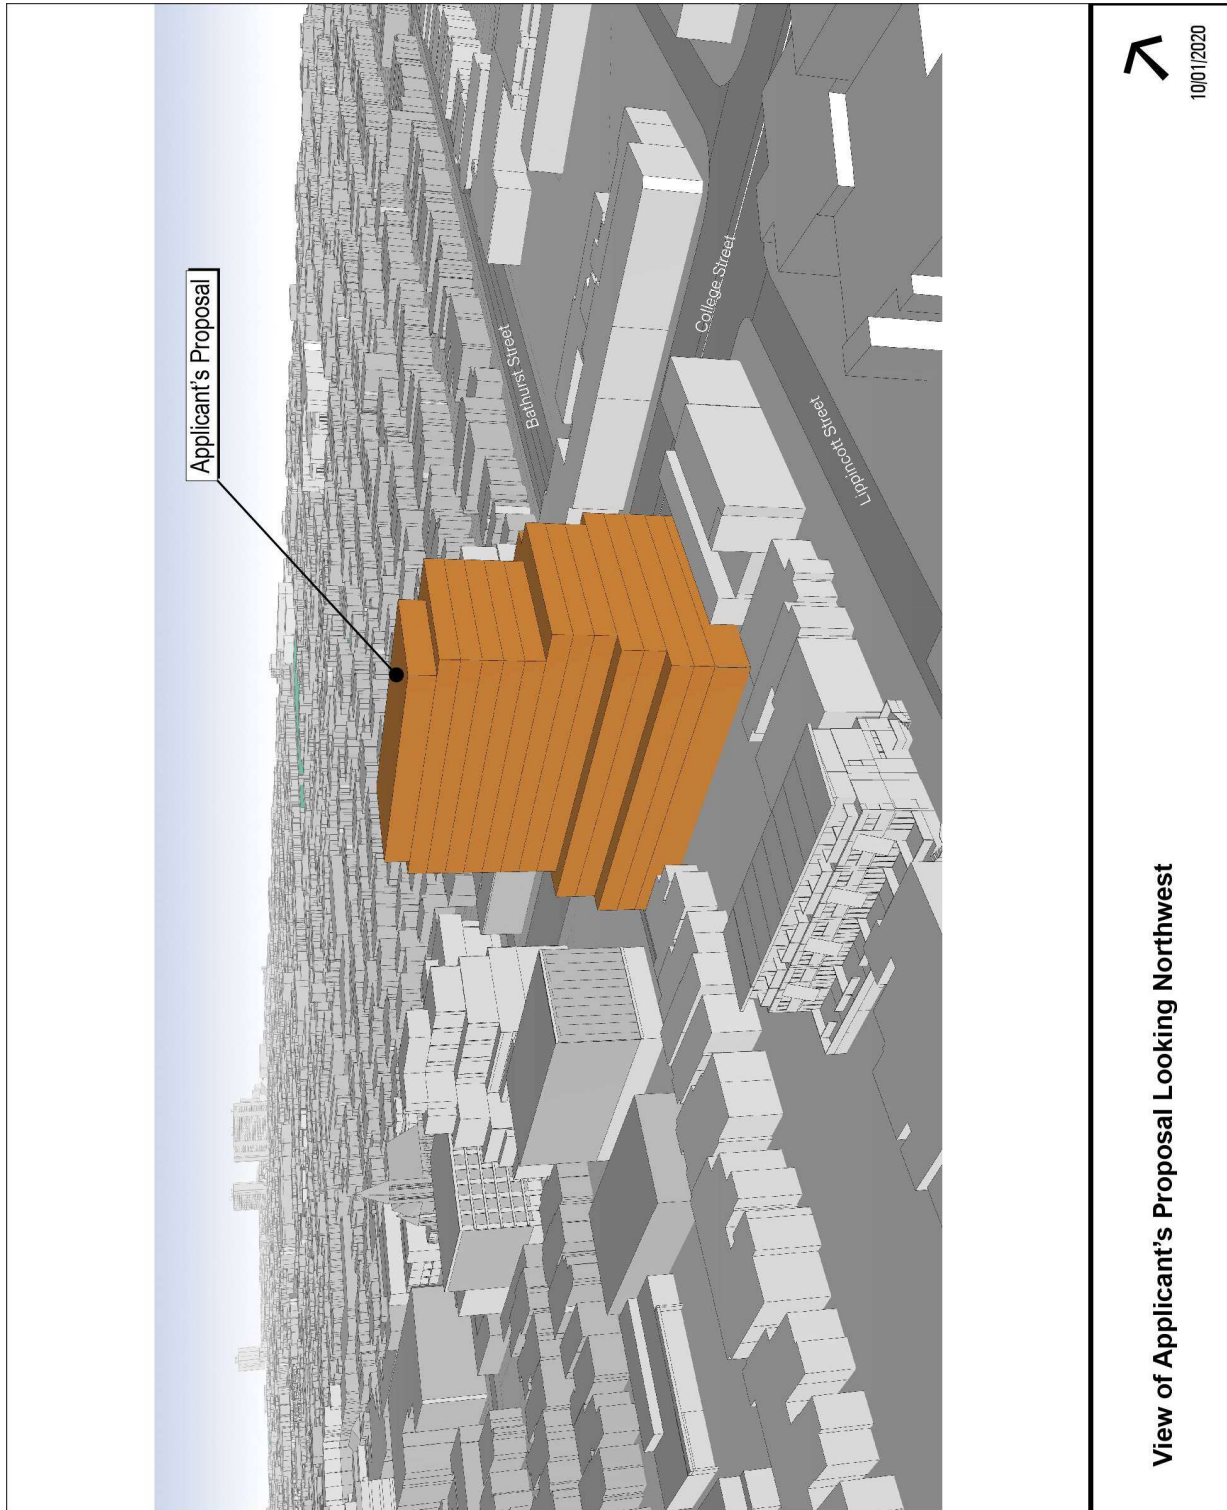 Applicant's Proposal
Bathurst Street
College Street
Lippincott Street
View of Applicant's Proposal Looking Northwest
10/01/2020